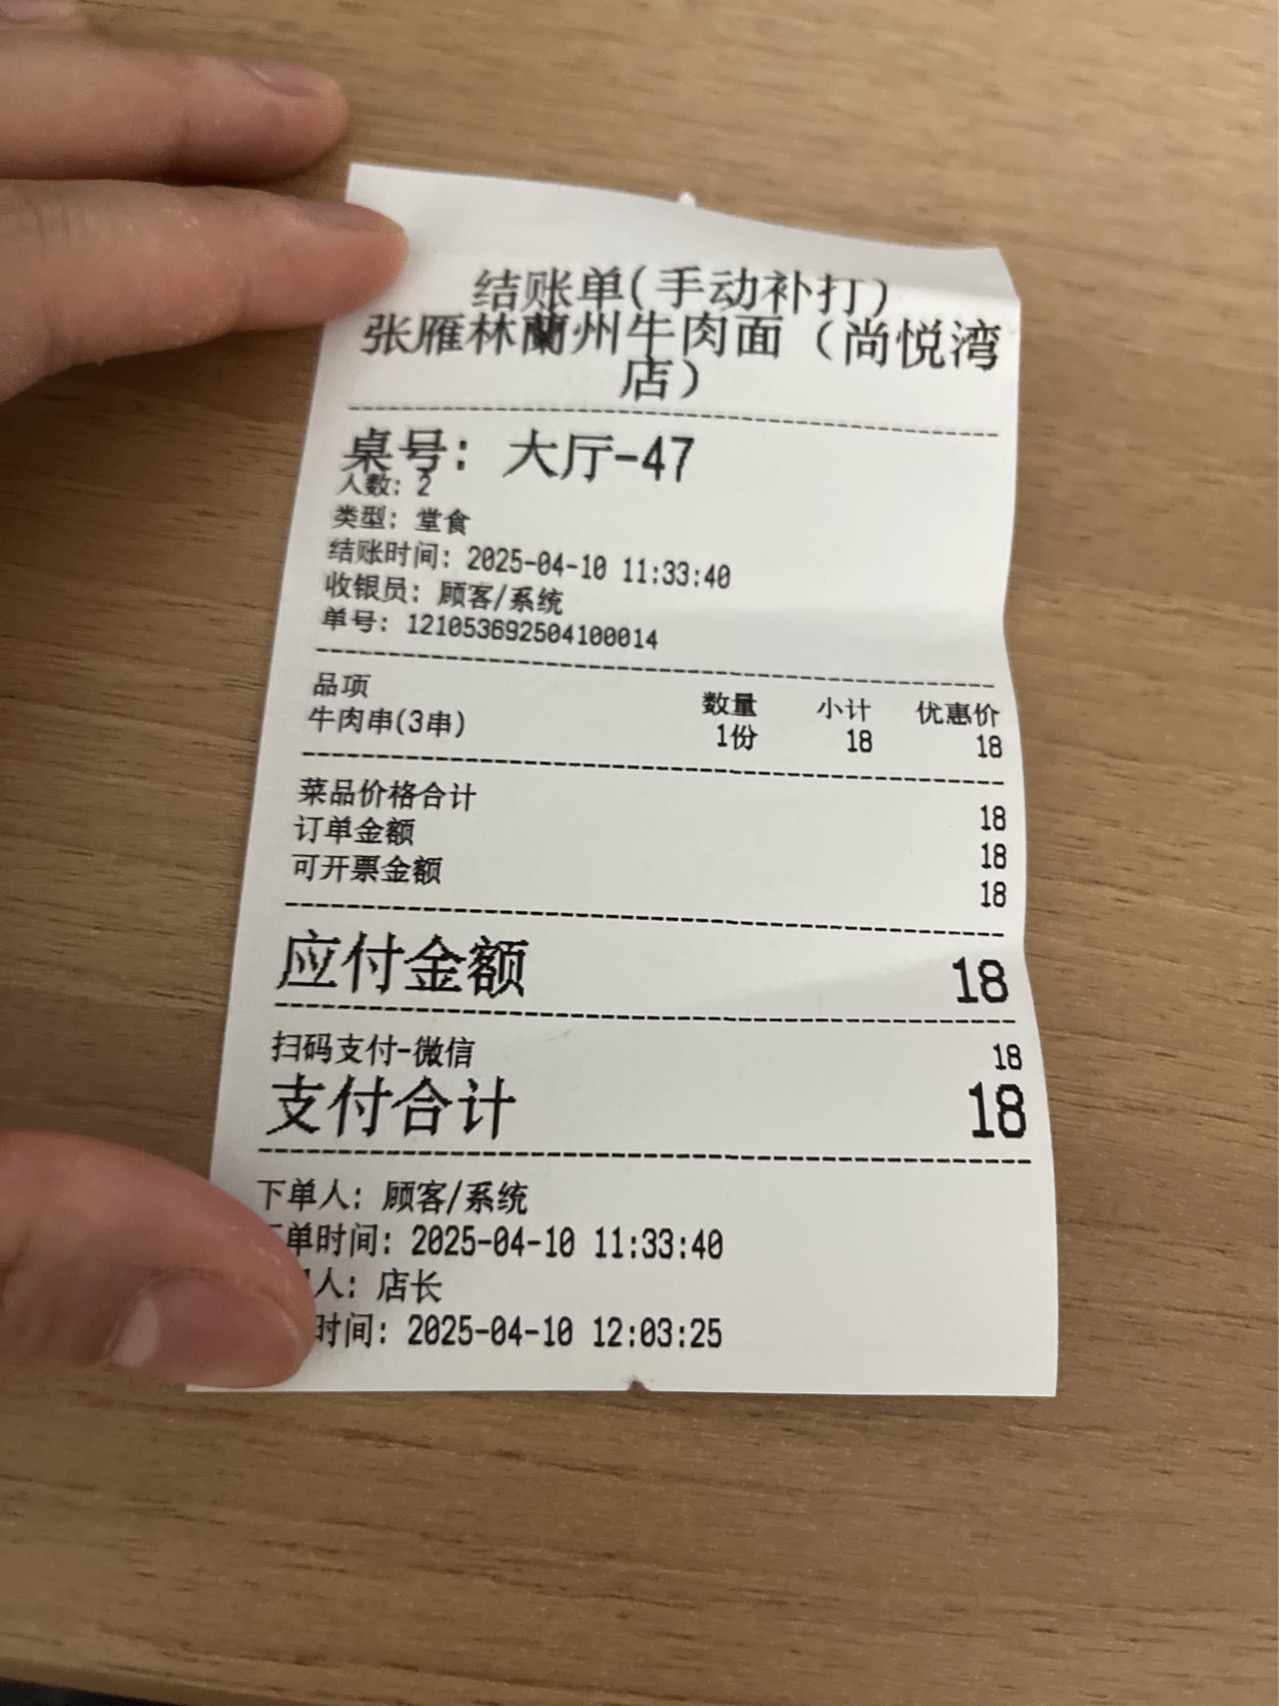 结账单(手动补打)
张雁林蘭州牛肉面（尚悦湾
店）
桌号: 大厅-47
人数: 2
类型: 堂食
结账时间: 2025-04-10 11:33:40
收银员: 顾客/系统
单号: 121053692504100014
品项 数量 小计 优惠价
牛肉串(3串) 1份 18 18
菜品价格合计 18
订单金额 18
可开票金额 18
应付金额 18
扫码支付-微信 18
支付合计 18
下单人: 顾客/系统
单时间: 2025-04-10 11:33:40
人: 店长
时间: 2025-04-10 12:03:25